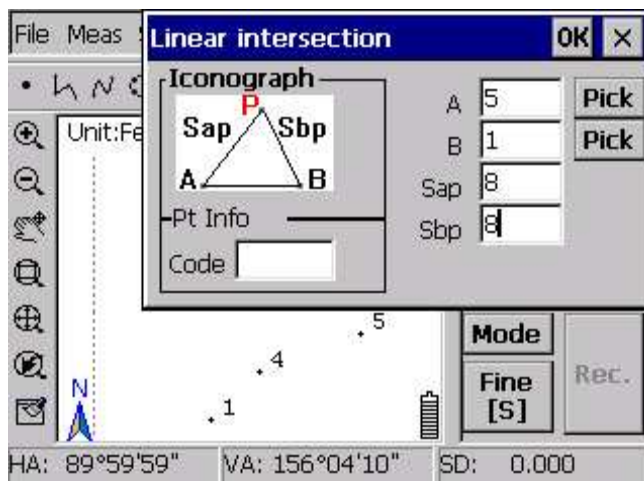 File Meas
Linear intersection OK ×
Iconograph
P
Sap Sbp
A B
Pt Info
Code
A 5 Pick
B 1 Pick
Sap 8
Sbp 8
Unit:Fe
5
4
1
N
Mode
Fine
[S]
Rec.
HA: 89°59'59" VA: 156°04'10" SD: 0.000